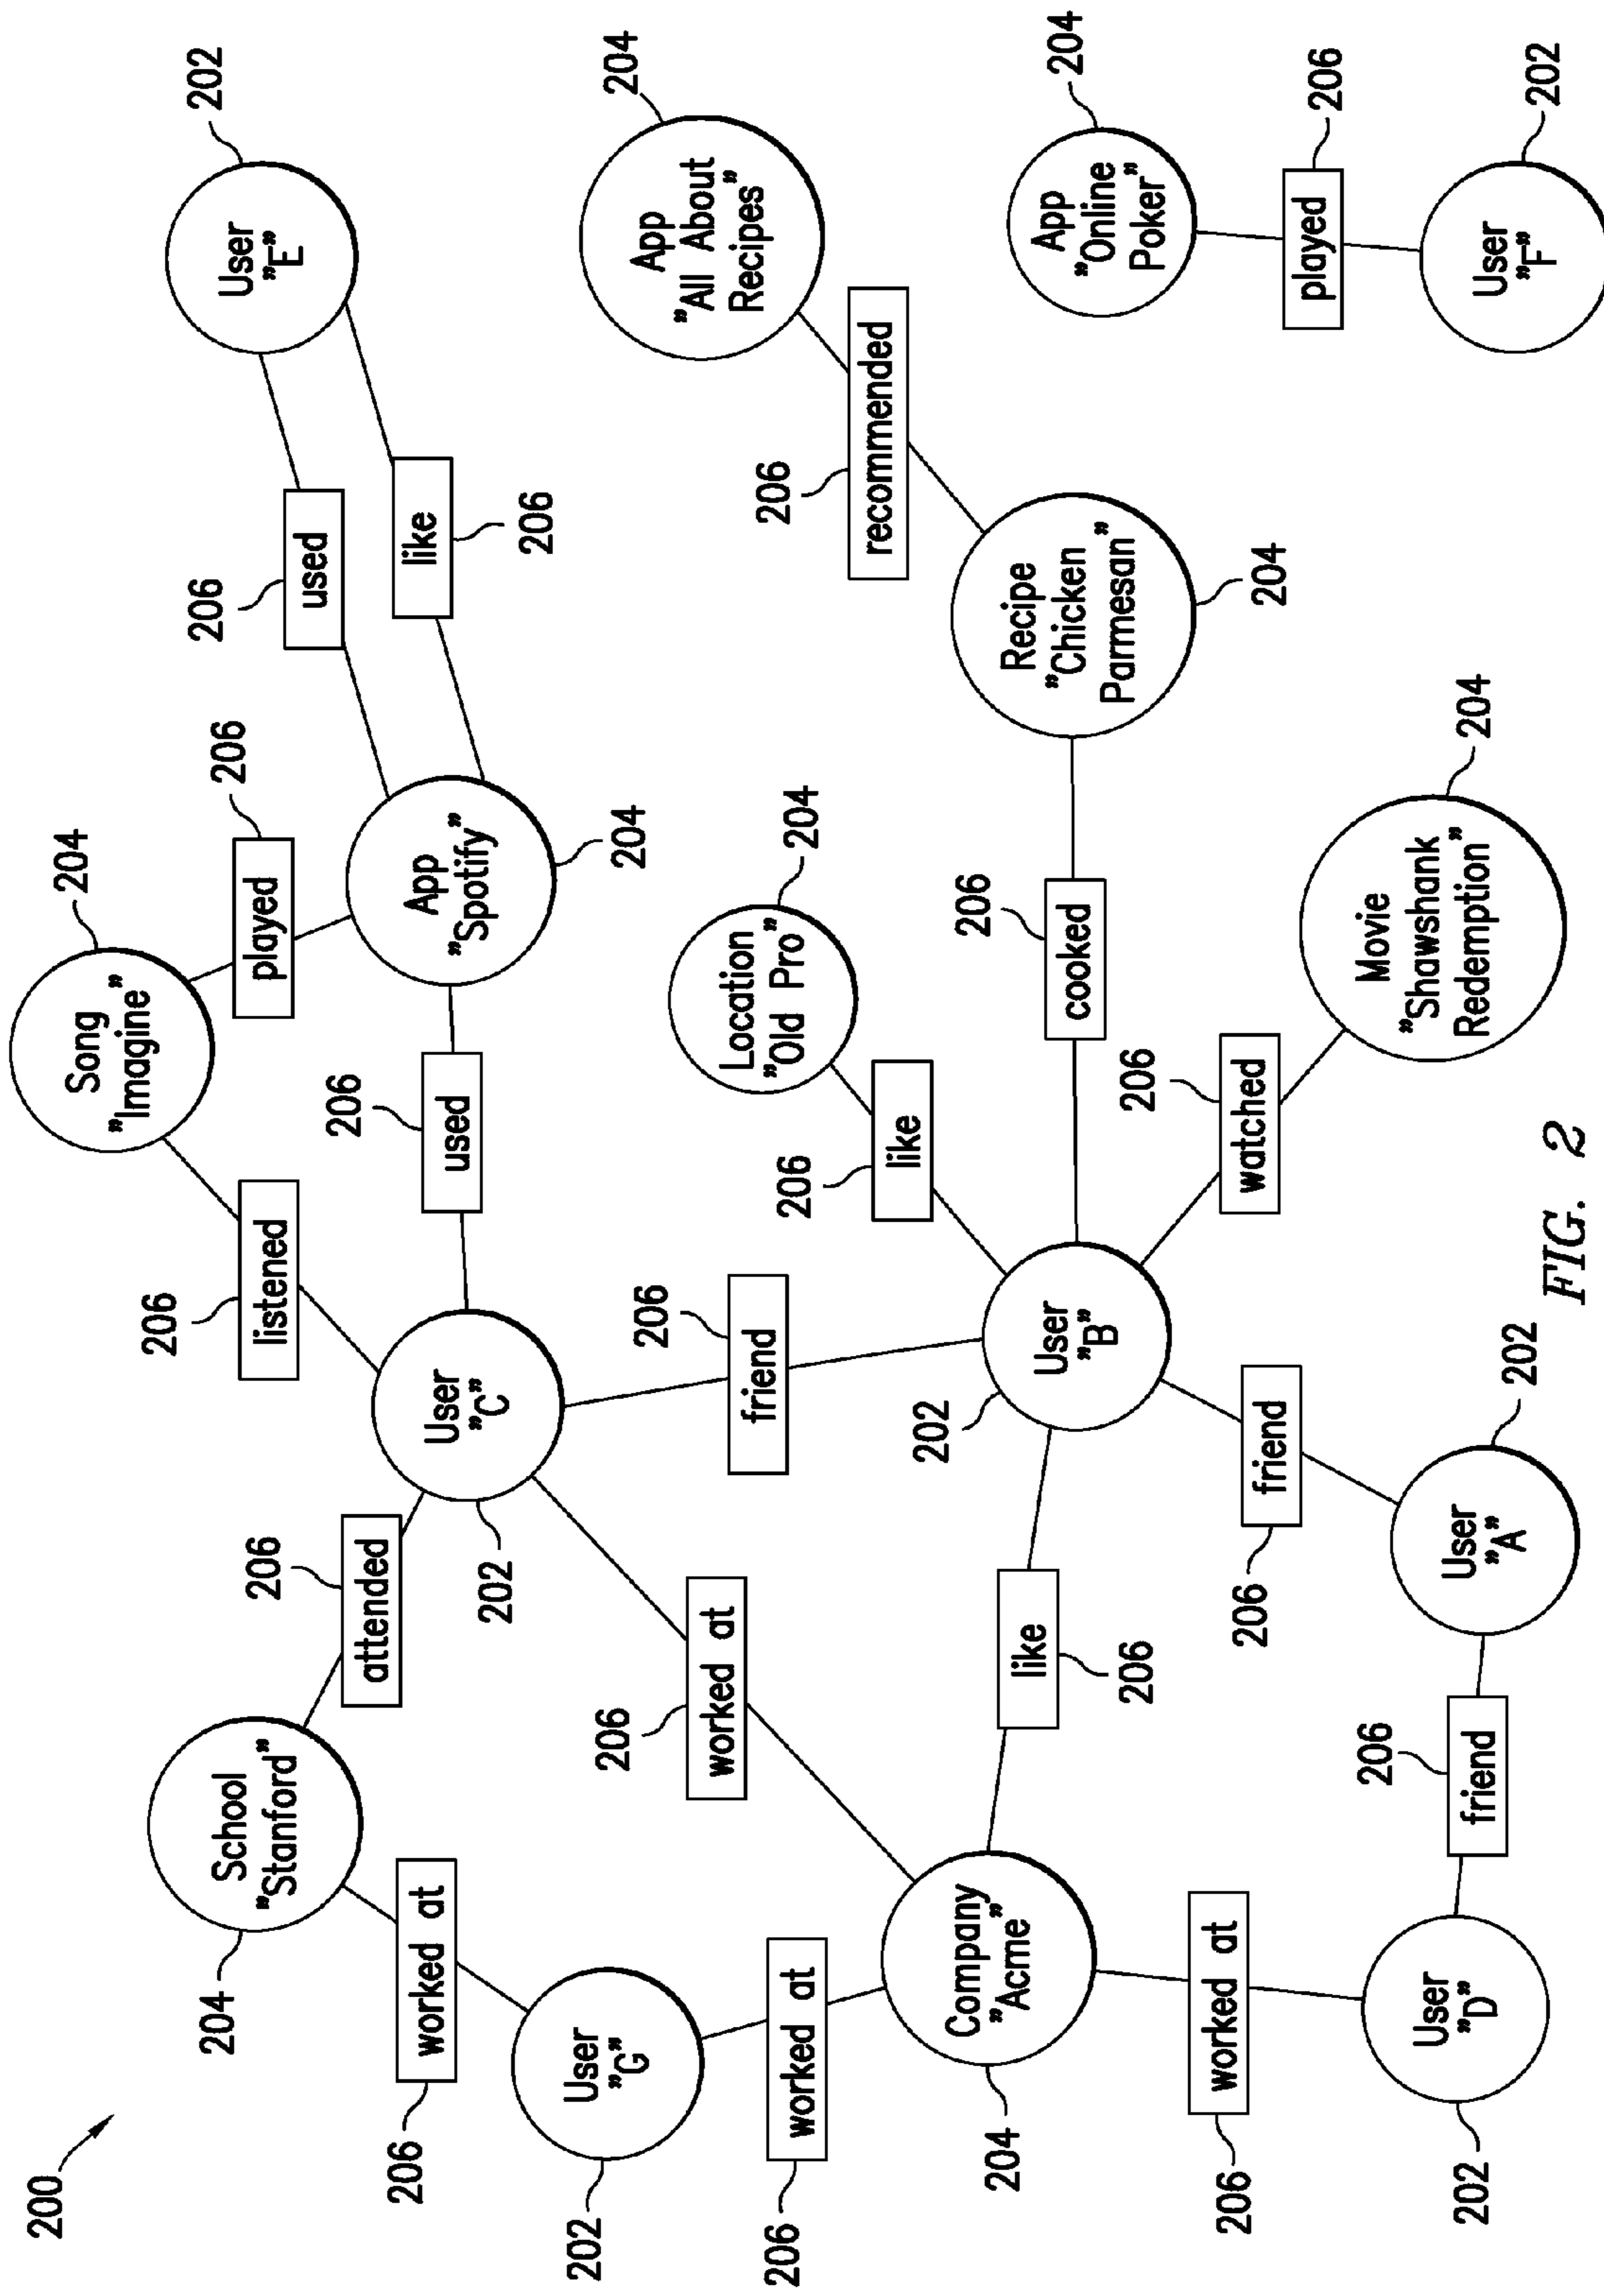 200
204
School
”Stanford”
206
worked at
202
User
”G”
206
attended
206
listened
204
Song
”Imagine”
206
played
206
used
202
User
”E”
206
like
202
User
”C”
206
used
App
”Spotify”
204
206
worked at
206
worked at
206
friend
204
Company
”Acme”
206
like
202
User
”B”
206
like
204
Location
”Old Pro”
206
recommended
204
App
”All About
Recipes”
206
cooked
Recipe
”Chicken
Parmesan”
204
206
worked at
206
friend
206
watched
204
Movie
”Shawshank
Redemption”
204
App
”Online
Poker”
206
played
202
User
”D”
206
friend
202
User
”A”
202
User
”F”
FIG. 2